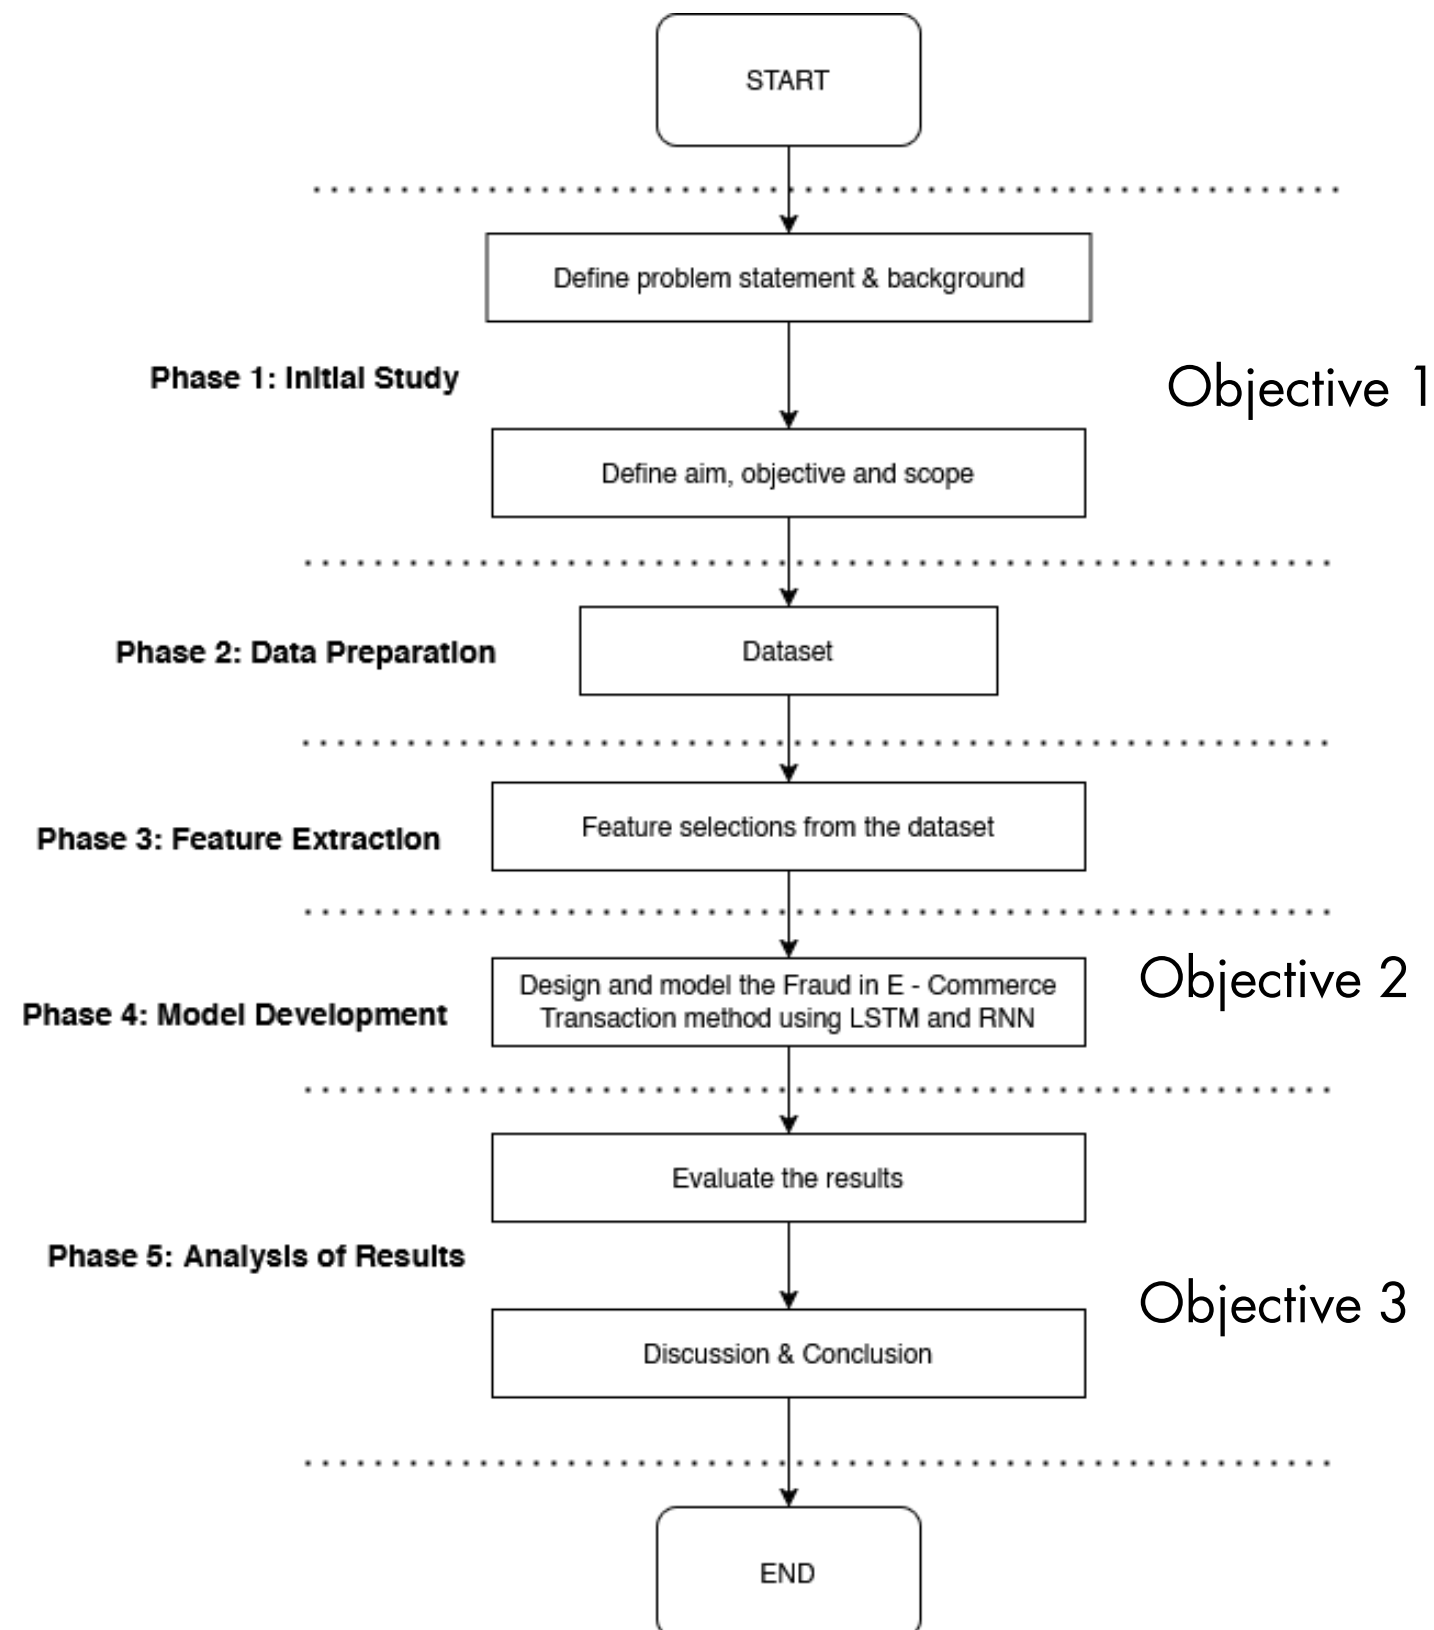 START
Define problem statement & background
Phase 1: Initial Study
Objective 1
Define aim, objective and scope
Phase 2: Data Preparation
Dataset
Feature selections from the dataset
Phase 3: Feature Extraction
Objective 2
Design and model the Fraud in E - Commerce
Transaction method using LSTM and RNN
Phase 4: Model Development
Evaluate the results
Phase 5: Analysis of Results
Objective 3
Discussion & Conclusion
END